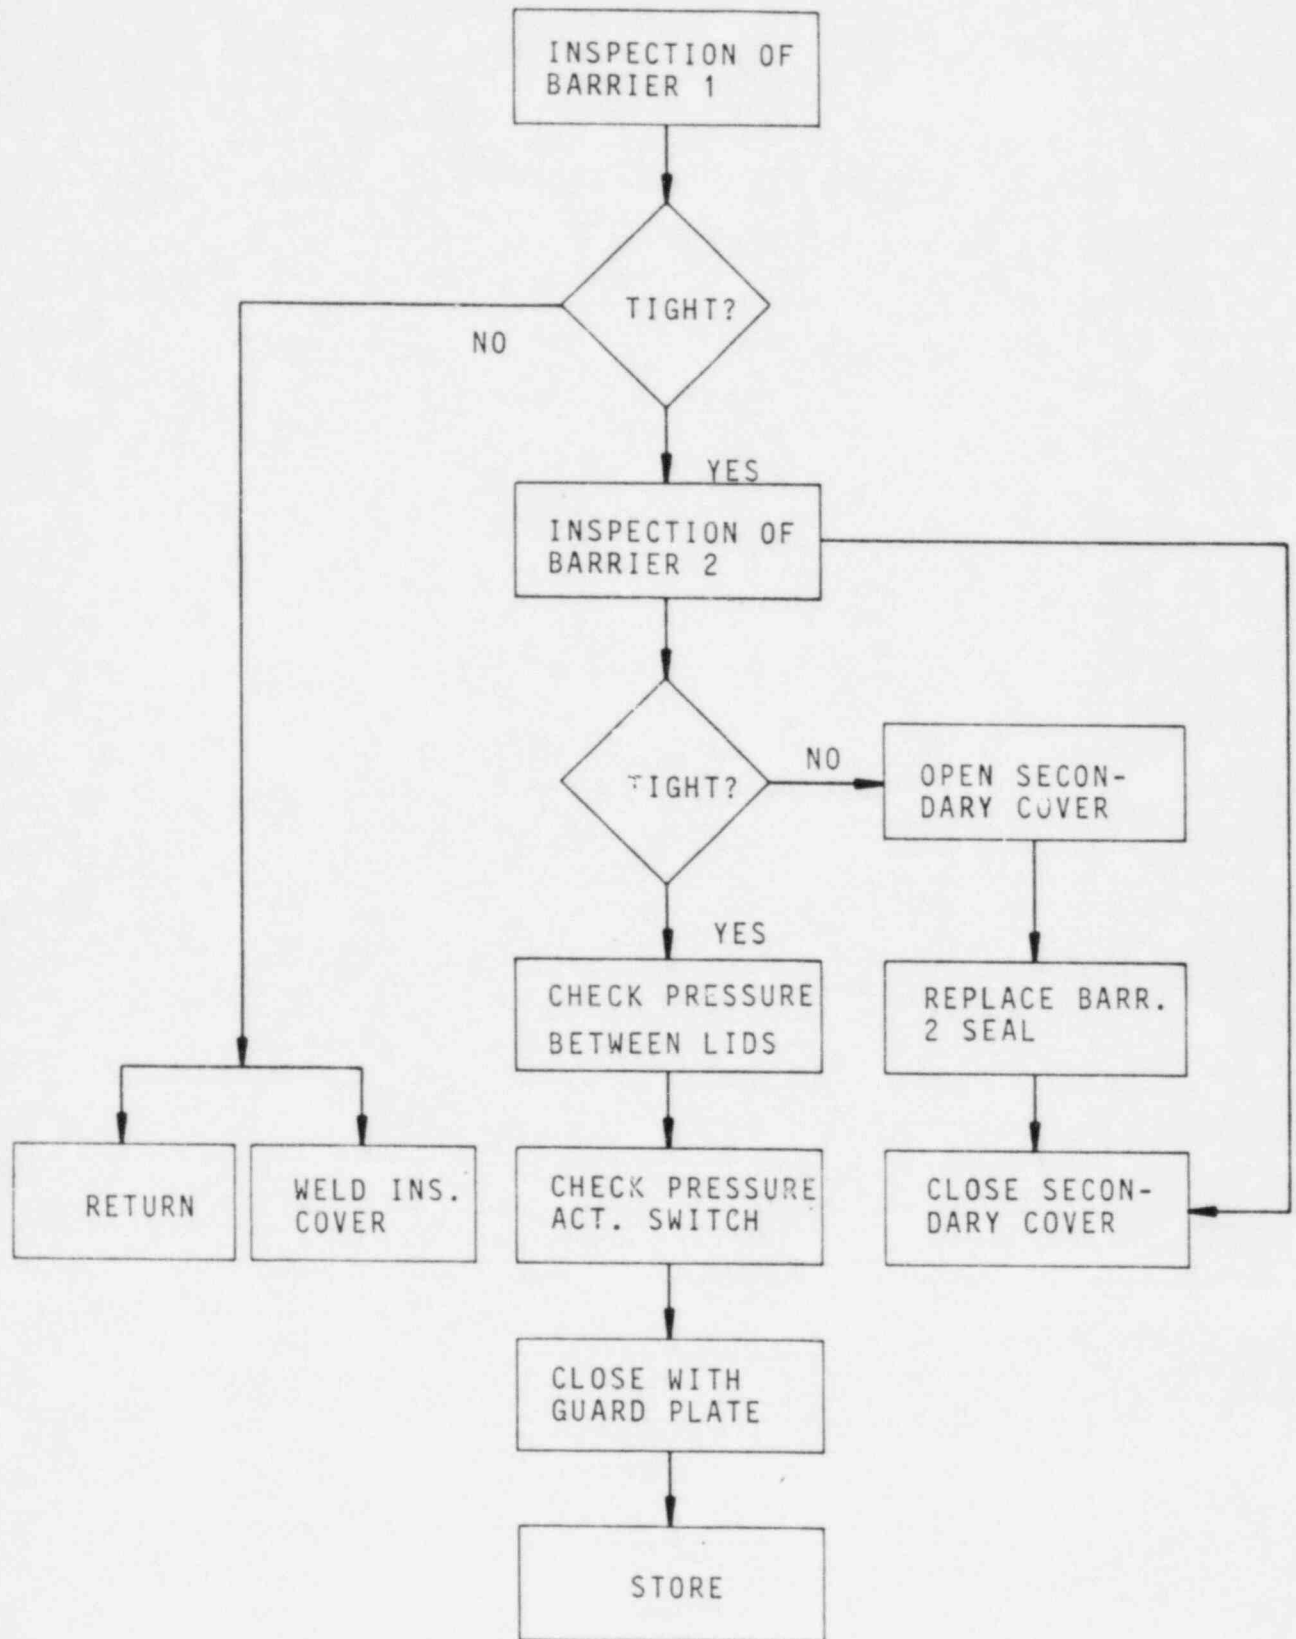 INSPECTION OF
BARRIER 1
TIGHT?
NO
YES
INSPECTION OF
BARRIER 2
TIGHT?
NO
OPEN SECON-
DARY COVER
YES
CHECK PRESSURE
BETWEEN LIDS
REPLACE BARR.
2 SEAL
RETURN
WELD INS.
COVER
CHECK PRESSURE
ACT. SWITCH
CLOSE SECON-
DARY COVER
CLOSE WITH
GUARD PLATE
STORE